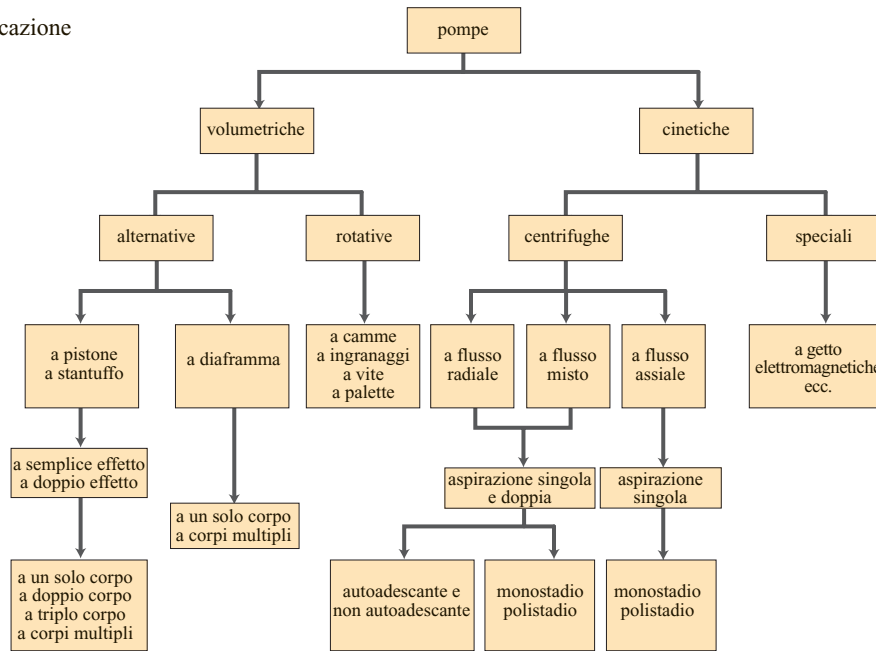 cazione
pompe
volumetriche
cinetiche
alternative
rotative
centrifughe
speciali
a pistone
a stantuffo
a diaframma
a camme
a ingranaggi
a vite
a palette
a flusso
radiale
a flusso
misto
a flusso
assiale
a getto
elettromagnetiche
ecc.
a semplice effetto
a doppio effetto
aspirazione singola
e doppia
aspirazione
singola
a un solo corpo
a corpi multipli
a un solo corpo
a doppio corpo
a triplo corpo
a corpi multipli
autoadescante e
non autoadescante
monostadio
polistadio
monostadio
polistadio